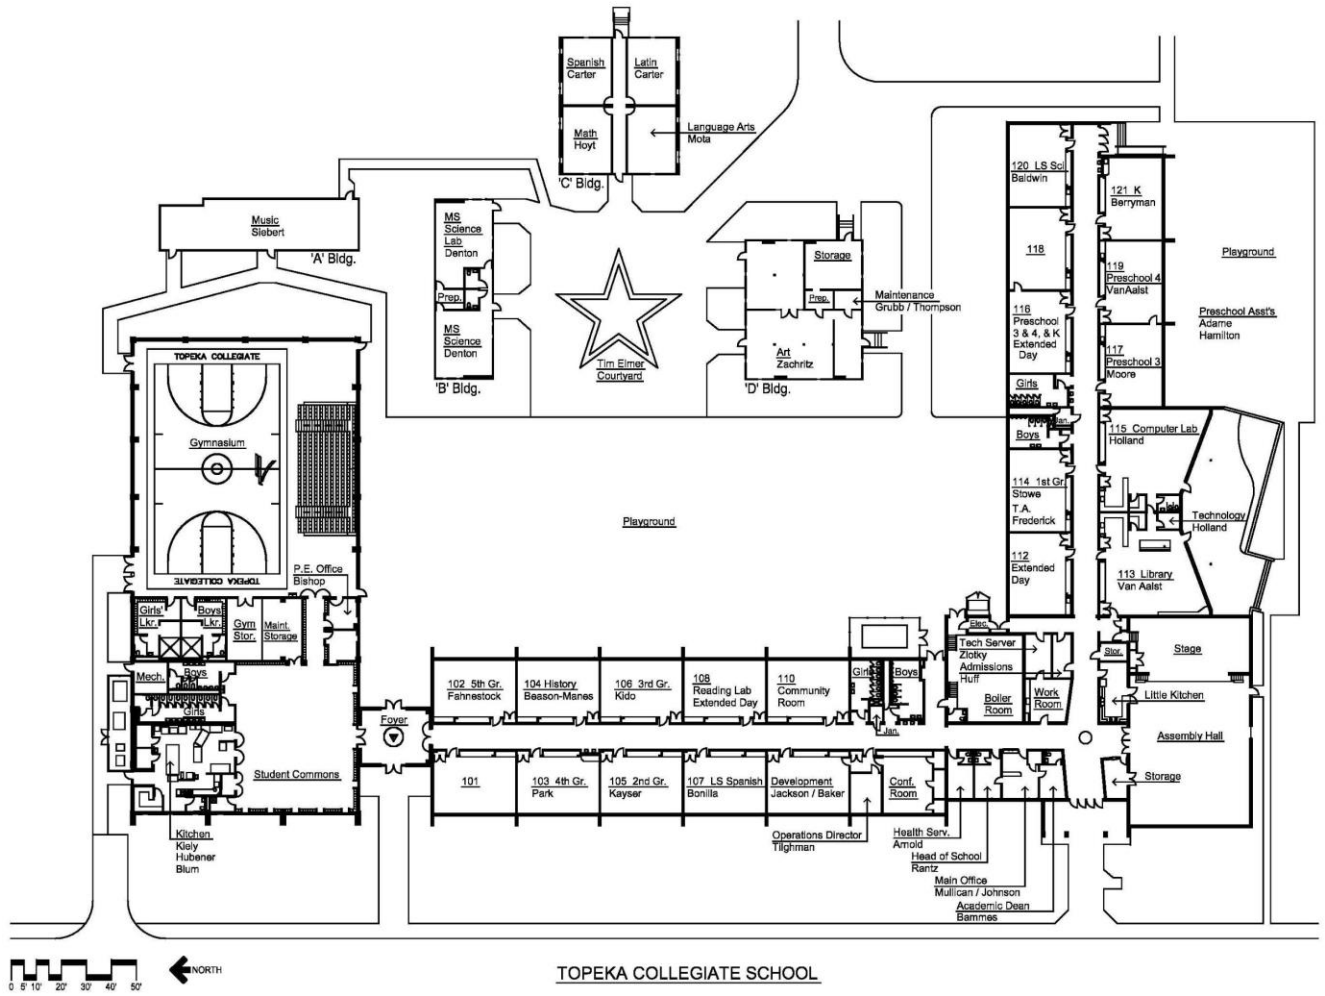 Spanish
Carter
Latin
Carter
Math
Hoyt
Language Arts
Mota
'C' Bldg.
Music
Siebert
'A' Bldg.
MS
Science
Lab
Denton
Prep.
MS
Science
Denton
'B' Bldg.
Tim Elmer
Courtyard
Storage
Prep.
Maintenance
Grubb / Thompson
Art
Zachritz
'D' Bldg.
120 LS Sci
Baldwin
121 K
Berryman
118
119
Preschool 4
VanAalst
116
Preschool
3 & 4, & K
Extended
Day
117
Preschool 3
Moore
Playground
Preschool Asst's
Adame
Hamilton
Girls
Jan.
Boys
115 Computer Lab
Holland
114 1st Gr.
Stowe
T.A.
Frederick
Technology
Holland
112
Extended
Day
113 Library
Van Aalst
TOPEKA COLLEGIATE
Gymnasium
TOPEKA COLLEGIATE
Playground
P.E. Office
Bishop
Girls'
Lkr.
Boys
Lkr.
Gym
Stor.
Maint.
Storage
Mech.
Boys
Girls
Student Commons
Kitchen
Kiely
Hubener
Blum
Foyer
102 5th Gr.
Fahnestock
104 History
Beason-Manes
106 3rd Gr.
Kido
108
Reading Lab
Extended Day
110
Community
Room
Girls
Boys
Jan.
Elec.
Tech Server
Zlotky
Admissions
Huff
Boiler
Room
Work
Room
Stor.
Stage
Little Kitchen
Assembly Hall
Storage
101
103 4th Gr.
Park
105 2nd Gr.
Kayser
107 LS Spanish
Bonilla
Development
Jackson / Baker
Conf.
Room
Operations Director
Tilghman
Health Serv.
Arnold
Head of School
Rantz
Main Office
Mullican / Johnson
Academic Dean
Bammes
0 5' 10' 20' 30' 40' 50'
NORTH
TOPEKA COLLEGIATE SCHOOL